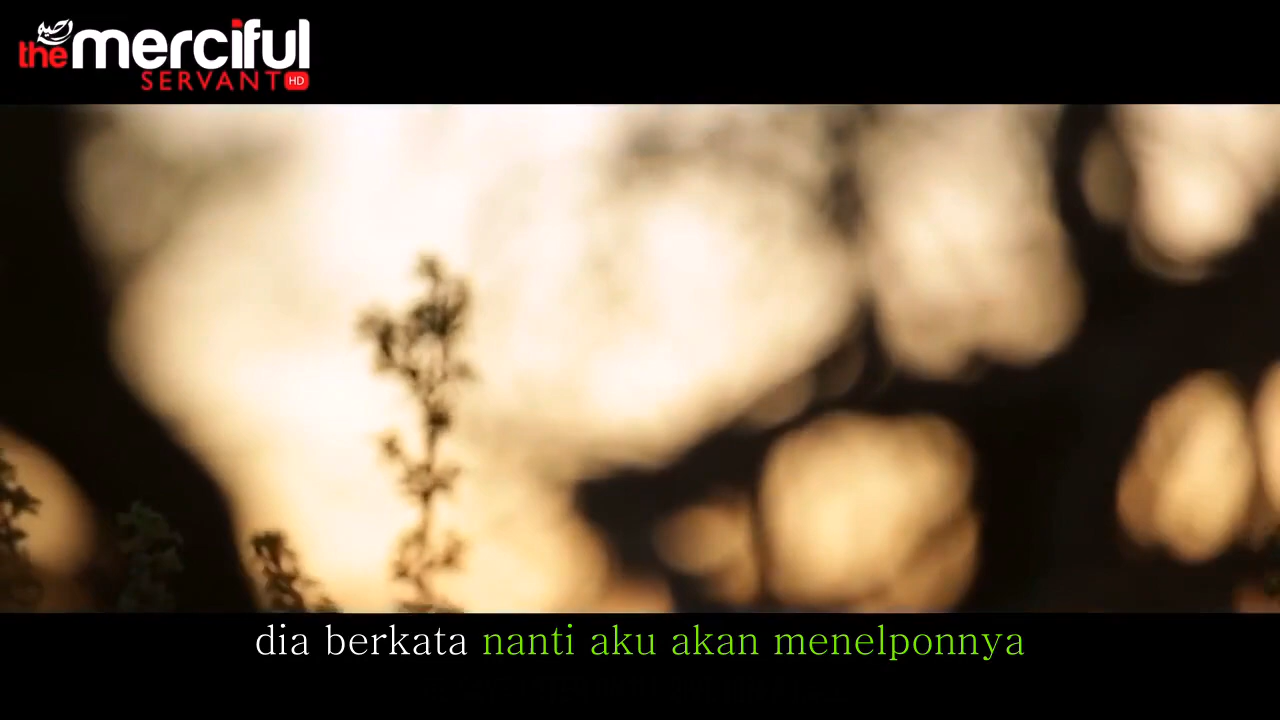 the merciful
SERVANT HD
dia berkata nanti aku akan menelponnya